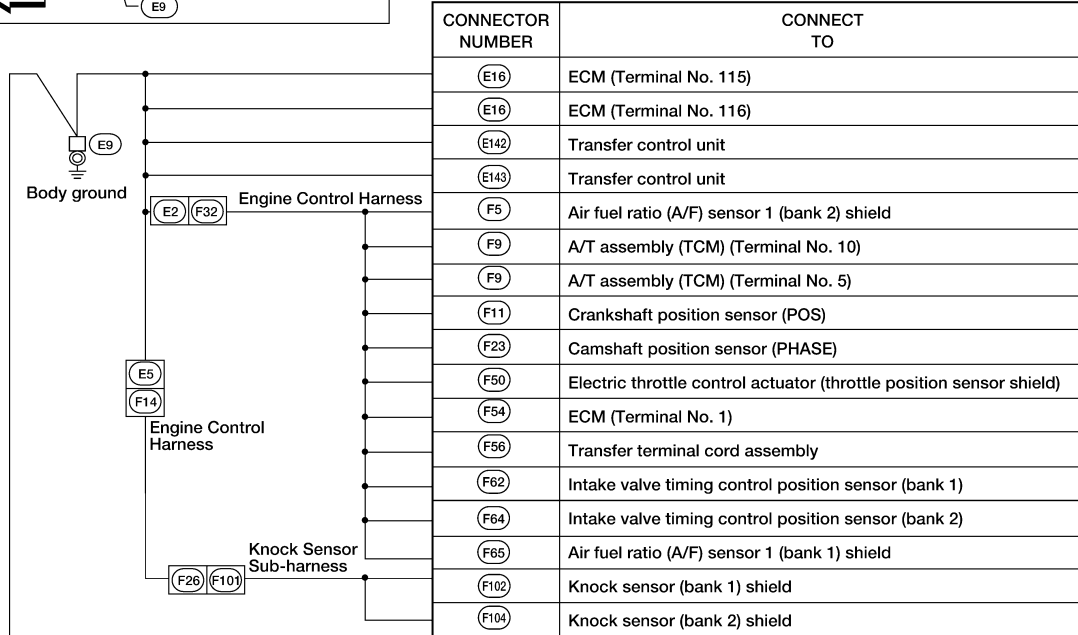 E9
CONNECTOR NUMBER
CONNECT TO
E16 ECM (Terminal No. 115)
E16 ECM (Terminal No. 116)
E142 Transfer control unit
E143 Transfer control unit
F5 Air fuel ratio (A/F) sensor 1 (bank 2) shield
F9 A/T assembly (TCM) (Terminal No. 10)
F9 A/T assembly (TCM) (Terminal No. 5)
F11 Crankshaft position sensor (POS)
F23 Camshaft position sensor (PHASE)
F50 Electric throttle control actuator (throttle position sensor shield)
F54 ECM (Terminal No. 1)
F56 Transfer terminal cord assembly
F62 Intake valve timing control position sensor (bank 1)
F64 Intake valve timing control position sensor (bank 2)
F65 Air fuel ratio (A/F) sensor 1 (bank 1) shield
F102 Knock sensor (bank 1) shield
F104 Knock sensor (bank 2) shield
E9
Body ground
E2 F32
Engine Control Harness
E5
F14
Engine Control
Harness
Knock Sensor
Sub-harness
F26 F101